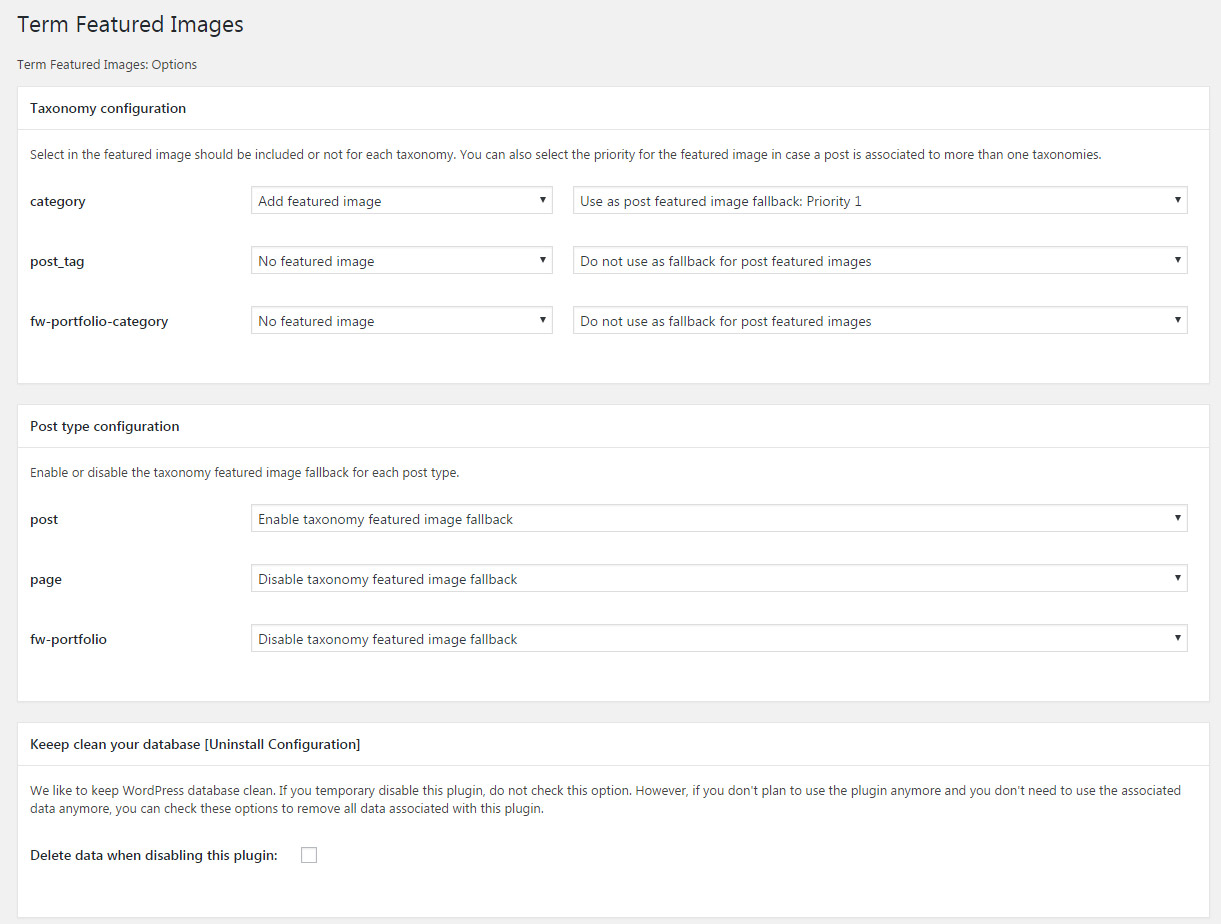 Term Featured Images
Term Featured Images: Options
Taxonomy configuration
Select in the featured image should be included or not for each taxonomy. You can also select the priority for the featured image in case a post is associated to more than one taxonomies.
category Add featured image Use as post featured image fallback: Priority 1
post_tag No featured image Do not use as fallback for post featured images
fw-portfolio-category No featured image Do not use as fallback for post featured images
Post type configuration
Enable or disable the taxonomy featured image fallback for each post type.
post Enable taxonomy featured image fallback
page Disable taxonomy featured image fallback
fw-portfolio Disable taxonomy featured image fallback
Keeep clean your database [Uninstall Configuration]
We like to keep WordPress database clean. If you temporary disable this plugin, do not check this option. However, if you don't plan to use the plugin anymore and you don't need to use the associated
data anymore, you can check these options to remove all data associated with this plugin.
Delete data when disabling this plugin: